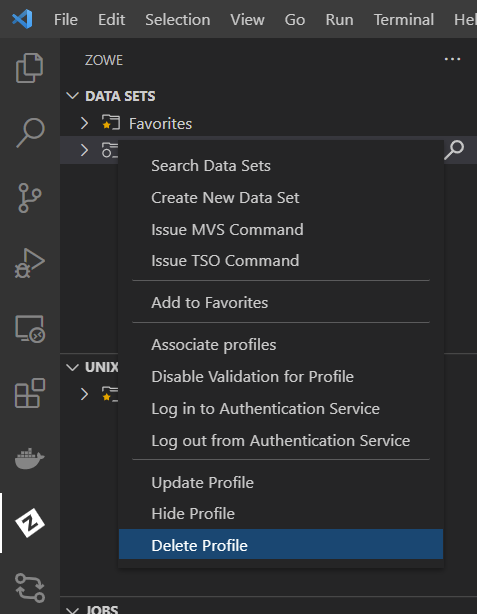 File Edit Selection View Go Run Terminal
ZOWE
DATA SETS
Favorites
Search Data Sets
Create New Data Set
Issue MVS Command
Issue TSO Command
Add to Favorites
Associate profiles
Disable Validation for Profile
Log in to Authentication Service
Log out from Authentication Service
Update Profile
Hide Profile
Delete Profile
UNIX
JOBS